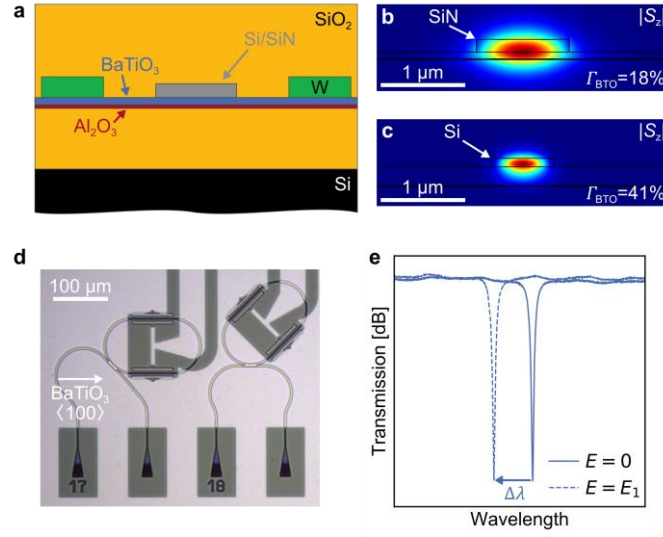 a
SiO₂
Si/SiN
BaTiO₃
W
Al₂O₃
Si
b
SiN
|S_z|
1 µm
Γ_BTO=18%
c
Si
|S_z|
1 µm
Γ_BTO=41%
d
100 µm
BaTiO₃
⟨100⟩
17
18
e
Transmission [dB]
E = 0
E = E₁
Δλ
Wavelength